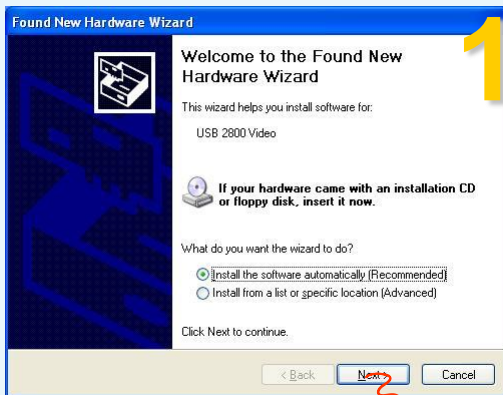 Found New Hardware Wizard
1
Welcome to the Found New
Hardware Wizard
This wizard helps you install software for:
USB 2800 Video
If your hardware came with an installation CD
or floppy disk, insert it now.
What do you want the wizard to do?
Install the software automatically (Recommended)
Install from a list or specific location (Advanced)
Click Next to continue.
< Back Next > Cancel